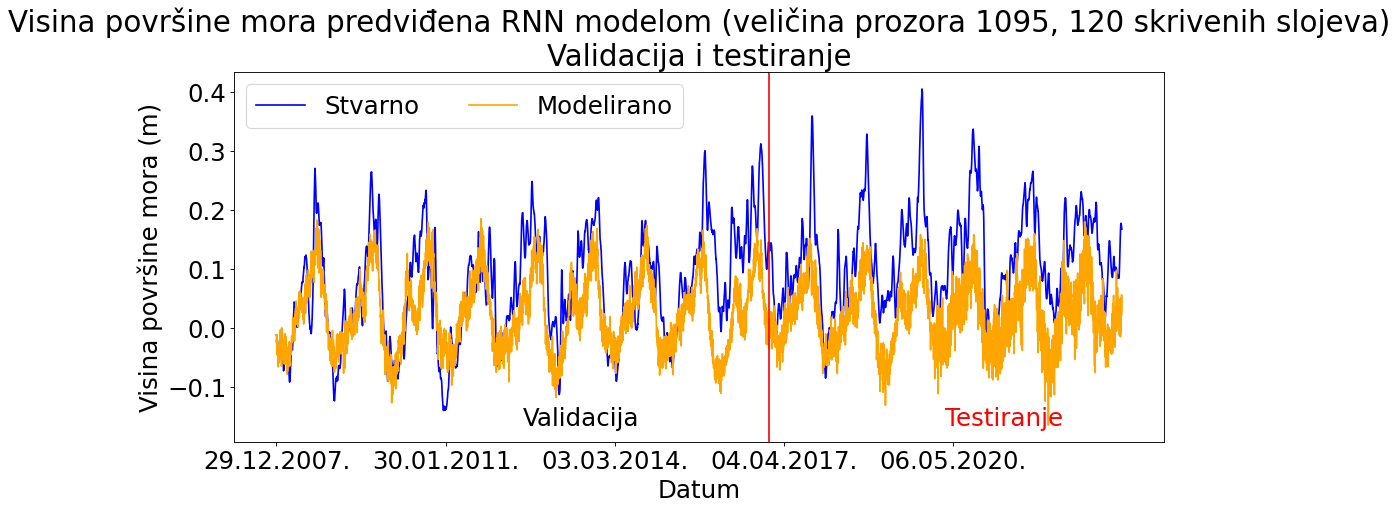 Visina površine mora predviđena RNN modelom (veličina prozora 1095, 120 skrivenih slojeva)
Validacija i testiranje
Stvarno
Modelirano
Visina površine mora (m)
0.4
0.3
0.2
0.1
0.0
−0.1
Validacija
Testiranje
29.12.2007.
30.01.2011.
03.03.2014.
04.04.2017.
06.05.2020.
Datum